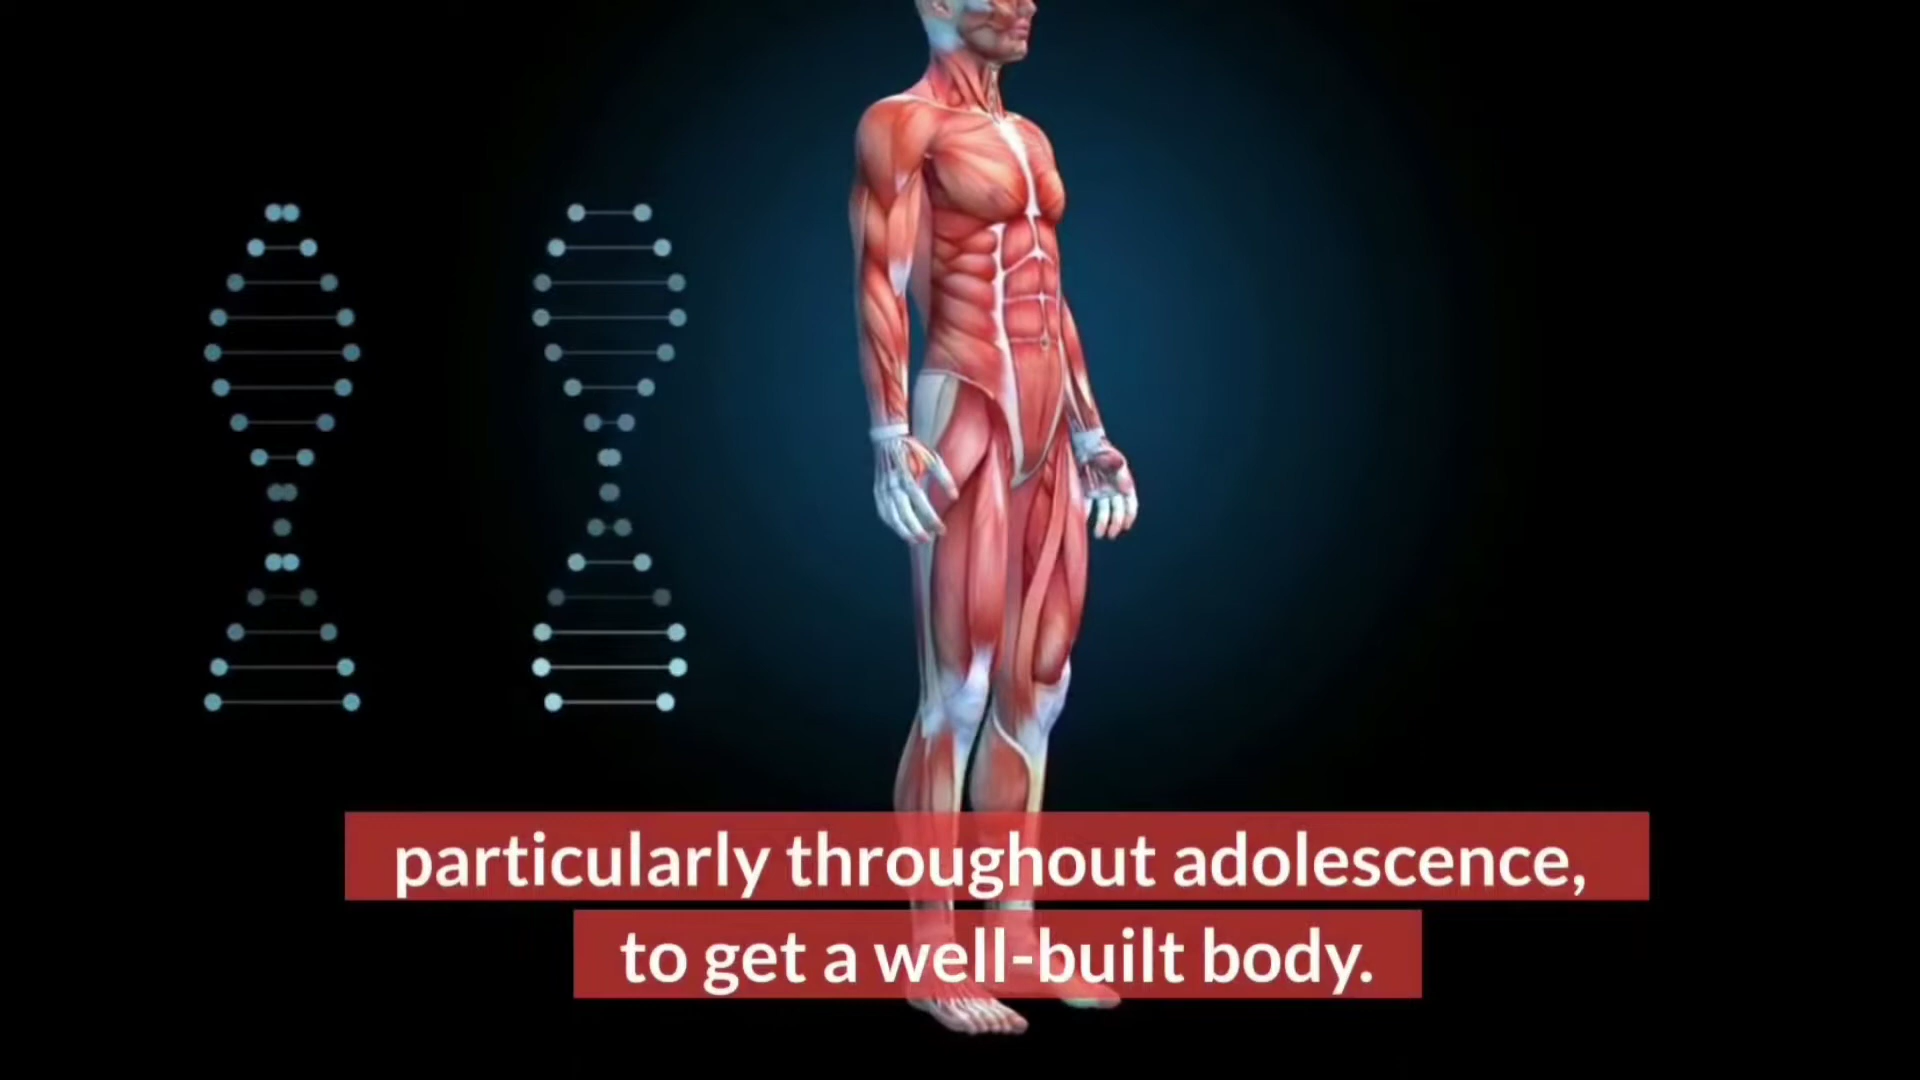 particularly throughout adolescence,
to get a well-built body.